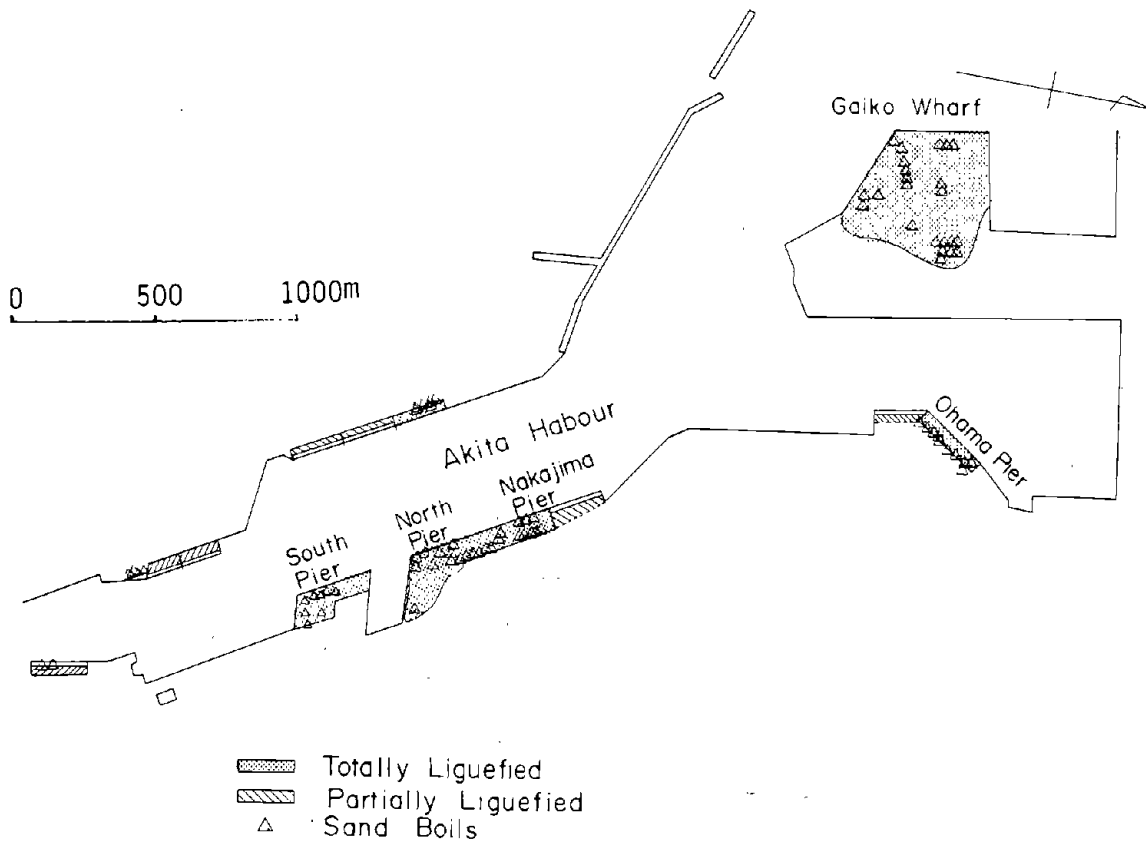 Gaiko Wharf
0 500 1000m
Akita Habour
Ohama Pier
Nakajima
Pier
North
Pier
South
Pier
Totally Liguefied
Partially Liguefied
Sand Boils